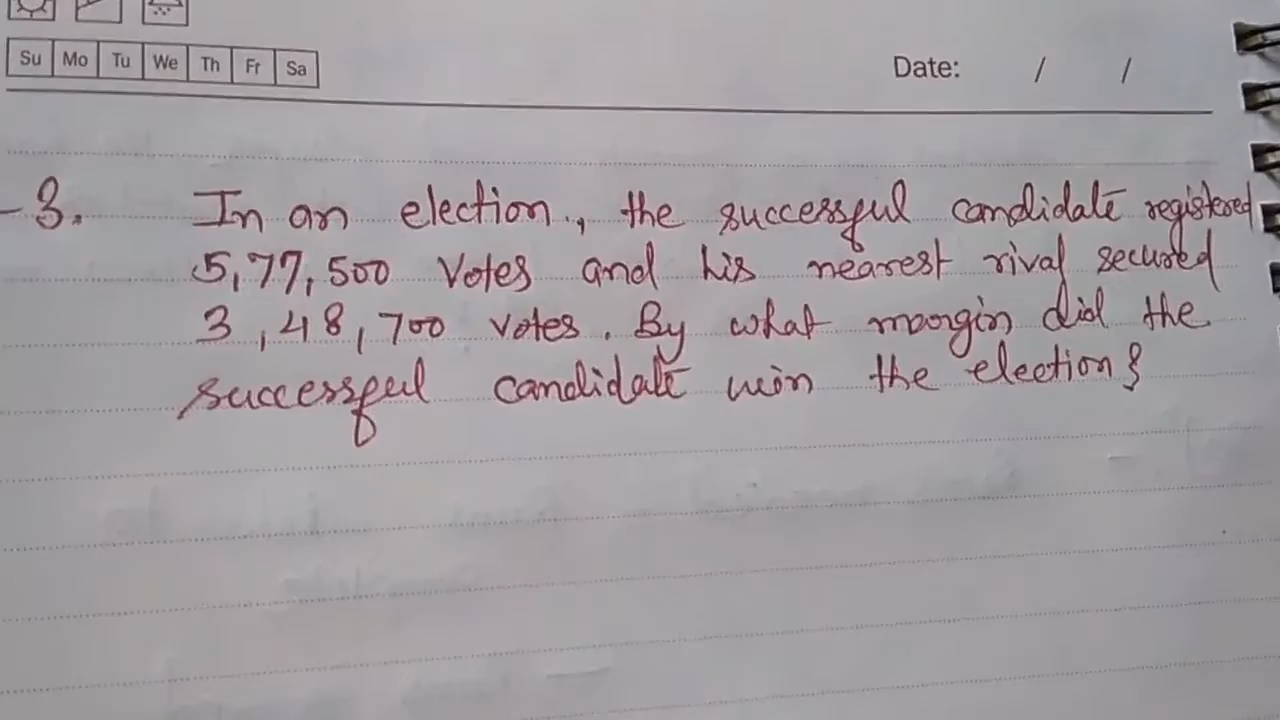 Su Mo Tu We Th Fr Sa
Date: / /
3. In an election, the successful candidate registered
5,77,500 votes and his nearest rival secured
3,48,700 votes. By what margin did the
successful candidate win the election?